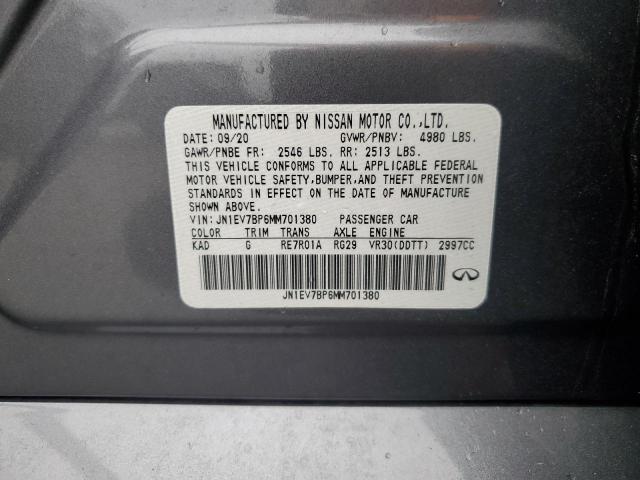 MANUFACTURED BY NISSAN MOTOR CO.,LTD.
DATE: 09/20 GVWR/PNBV: 4980 LBS.
GAWR/PNBE FR: 2546 LBS. RR: 2513 LBS.
THIS VEHICLE CONFORMS TO ALL APPLICABLE FEDERAL
MOTOR VEHICLE SAFETY,BUMPER,AND THEFT PREVENTION
STANDARDS IN EFFECT ON THE DATE OF MANUFACTURE
SHOWN ABOVE.
VIN: JN1EV7BP6MM701380 PASSENGER CAR
COLOR TRIM TRANS AXLE ENGINE
KAD G RE7R01A RG29 VR30(DDTT) 2997CC
JN1EV7BP6MM701380